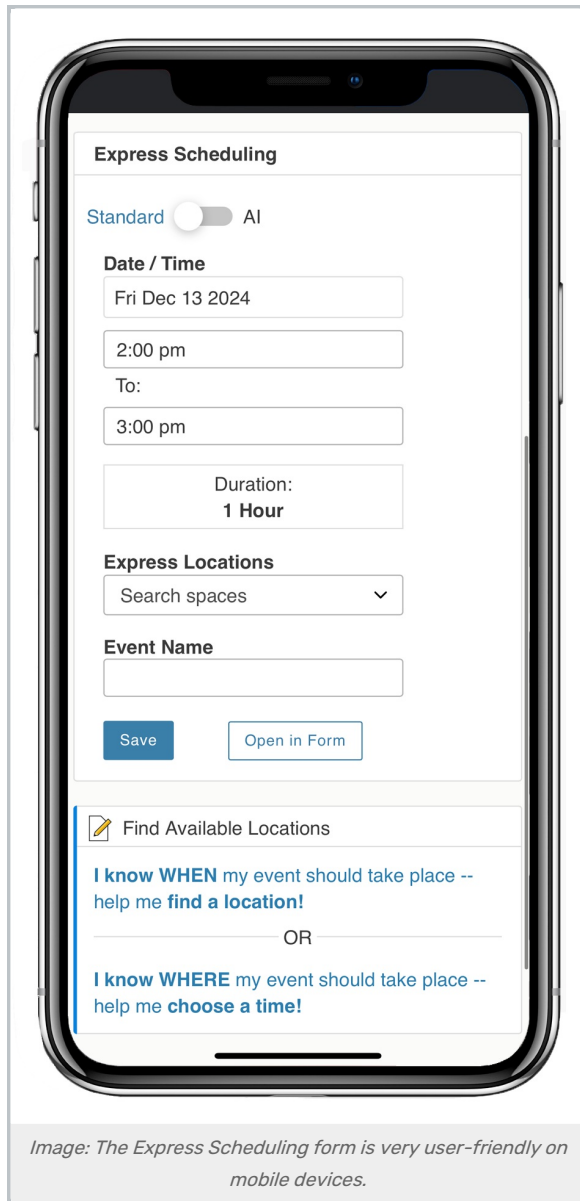 Express Scheduling
Standard AI
Date / Time
Fri Dec 13 2024
2:00 pm
To:
3:00 pm
Duration:
1 Hour
Express Locations
Search spaces
Event Name
Save Open in Form
Find Available Locations
I know WHEN my event should take place --
help me find a location!
OR
I know WHERE my event should take place --
help me choose a time!
Image: The Express Scheduling form is very user-friendly on
mobile devices.